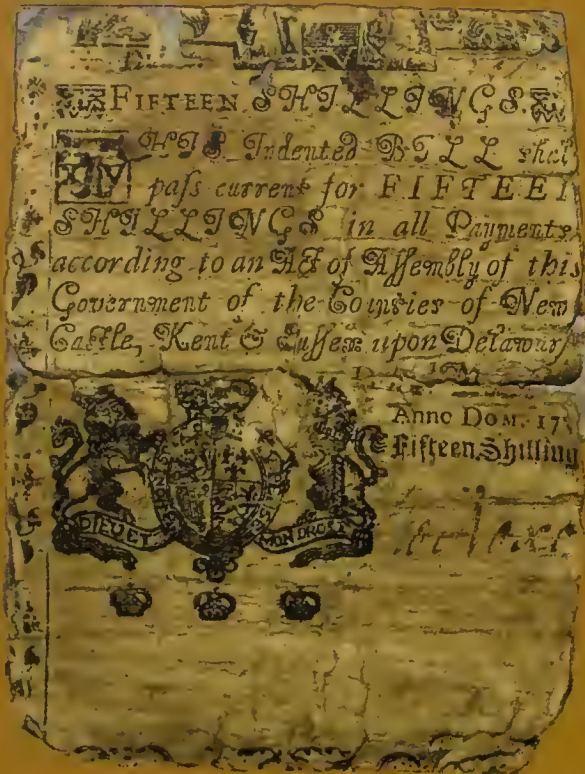 FIFTEEN SHILLINGS
THIS Indented BILL shal
paſs current for FIFTEEN
SHILLINGS in all Payments
according to an Act of Aſſembly of this
Government of the Counties of New
Caſtle, Kent & Suſſex upon Delawar
Anno DOM. 17
Fifteen Shilling
DIEU ET MON DROIT